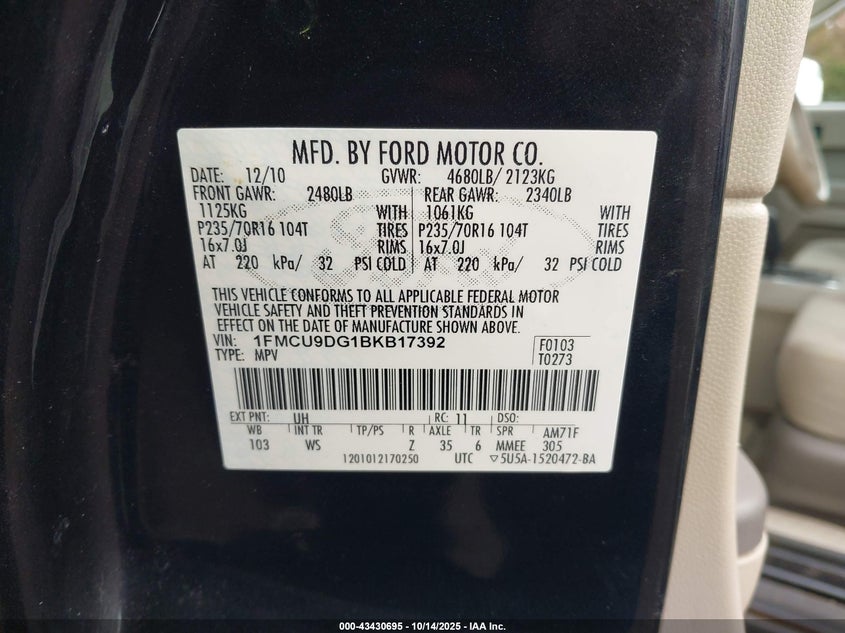 MFD. BY FORD MOTOR CO.
DATE: 12/10 GVWR: 4680LB/ 2123KG
FRONT GAWR: 2480LB REAR GAWR: 2340LB
1125KG WITH 1061KG WITH
P235/70R16 104T TIRES P235/70R16 104T TIRES
16x7.0J RIMS 16x7.0J RIMS
AT 220 kPa/ 32 PSI COLD AT 220 kPa/ 32 PSI COLD
THIS VEHICLE CONFORMS TO ALL APPLICABLE FEDERAL MOTOR
VEHICLE SAFETY AND THEFT PREVENTION STANDARDS IN
EFFECT ON THE DATE OF MANUFACTURE SHOWN ABOVE.
VIN: 1FMCU9DG1BKB17392 F0103
TYPE: MPV T0273
EXT PNT: UH RC: 11 DSO:
WB INT TR TP/PS R AXLE TR SPR AM71F
103 WS Z 35 6 MMEE 305
1201012170250 UTC ▽5U5A-1520472-BA
000-43430695 - 10/14/2025 - IAA Inc.